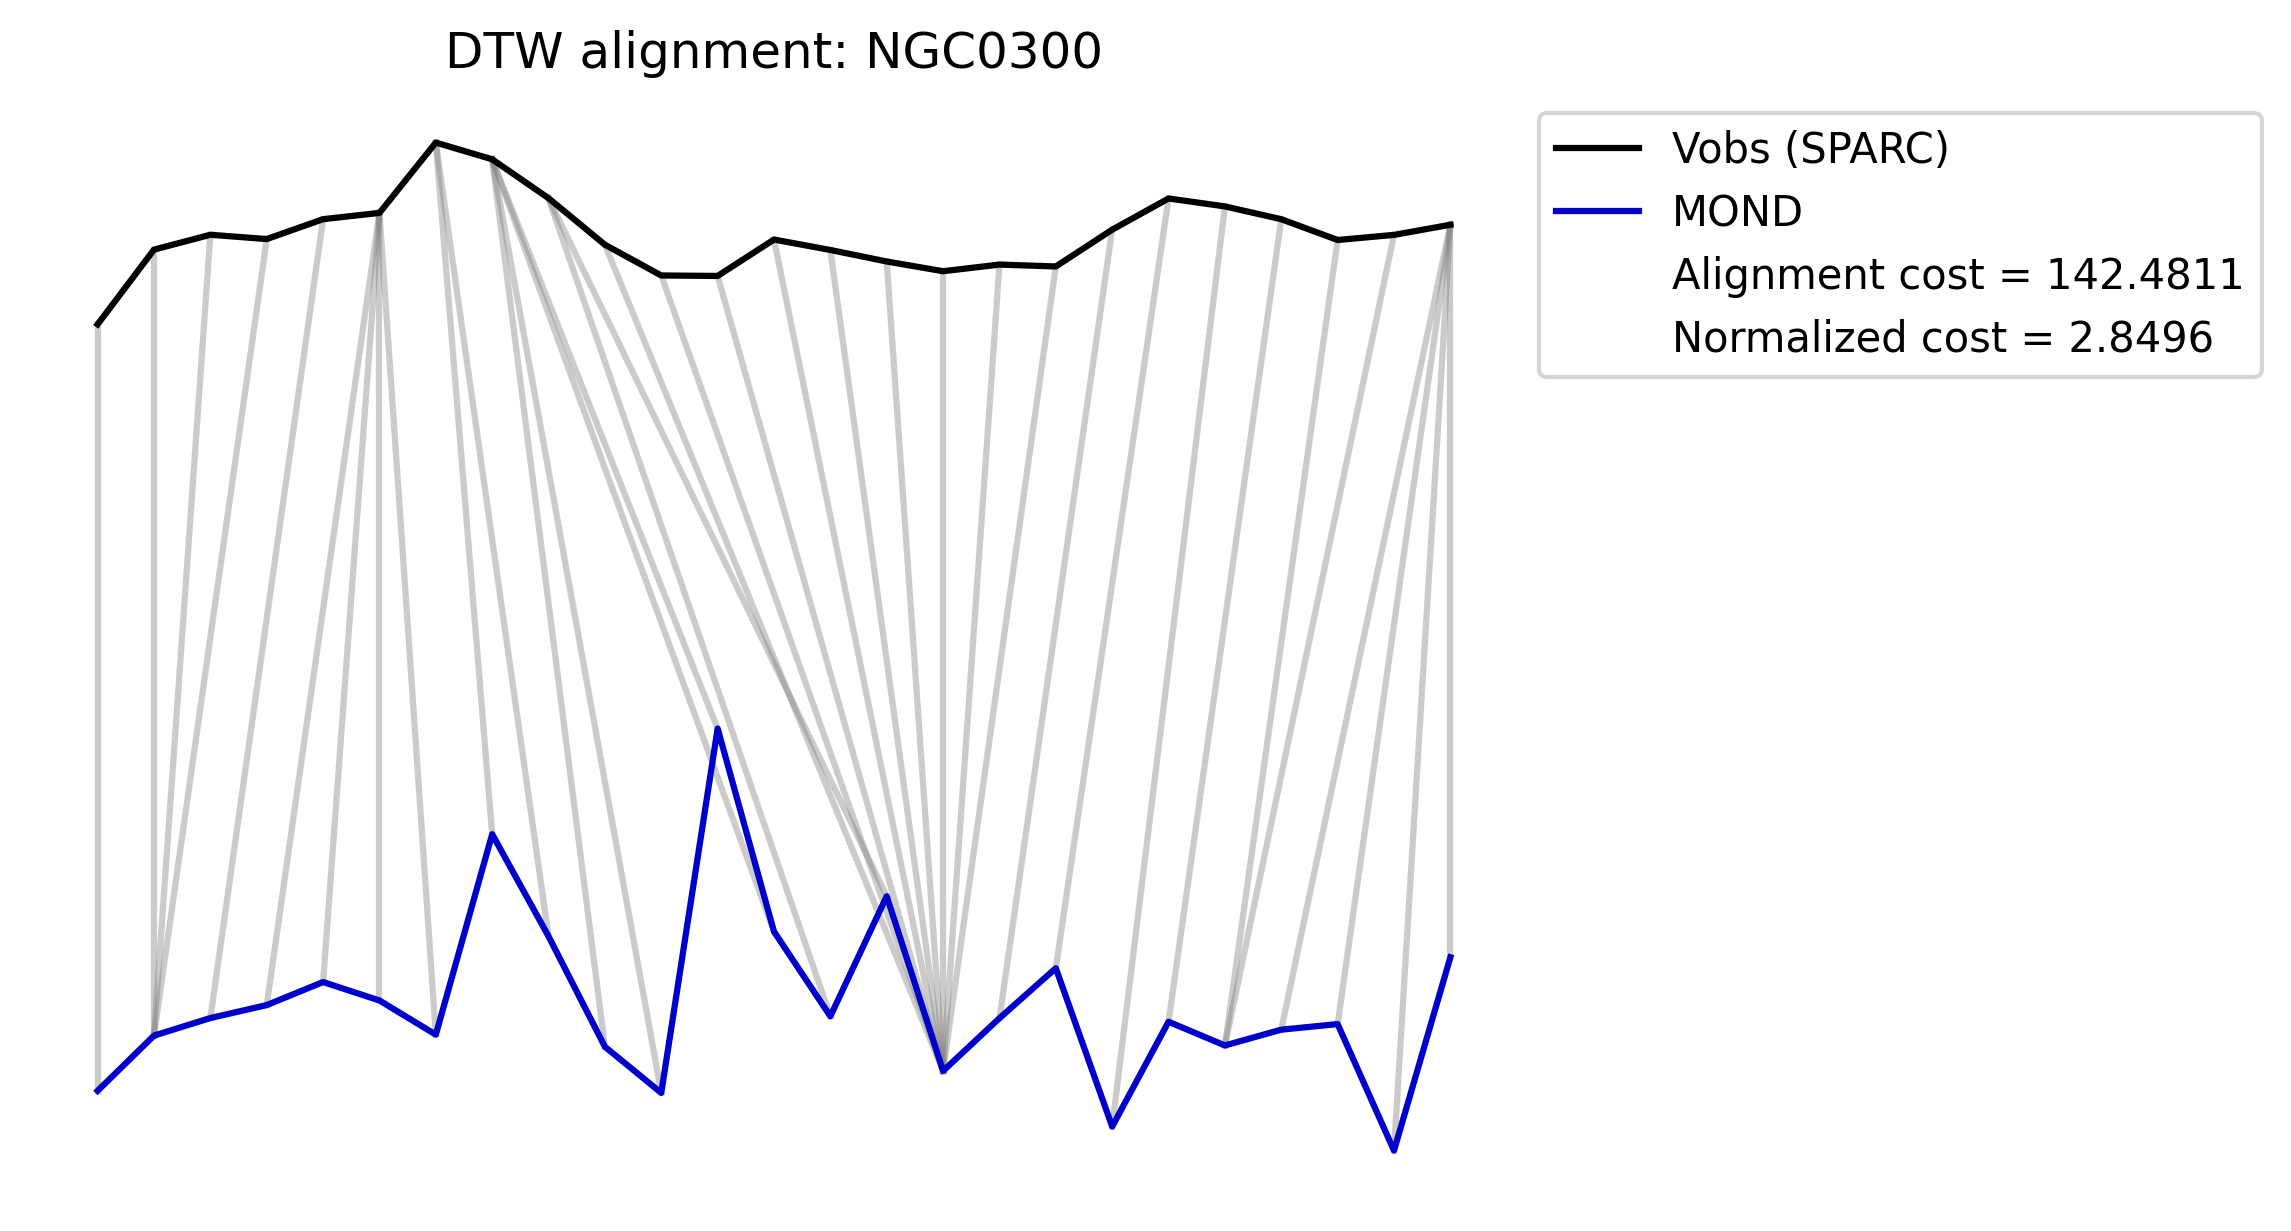 DTW alignment: NGC0300
Vobs (SPARC)
MOND
Alignment cost = 142.4811
Normalized cost = 2.8496